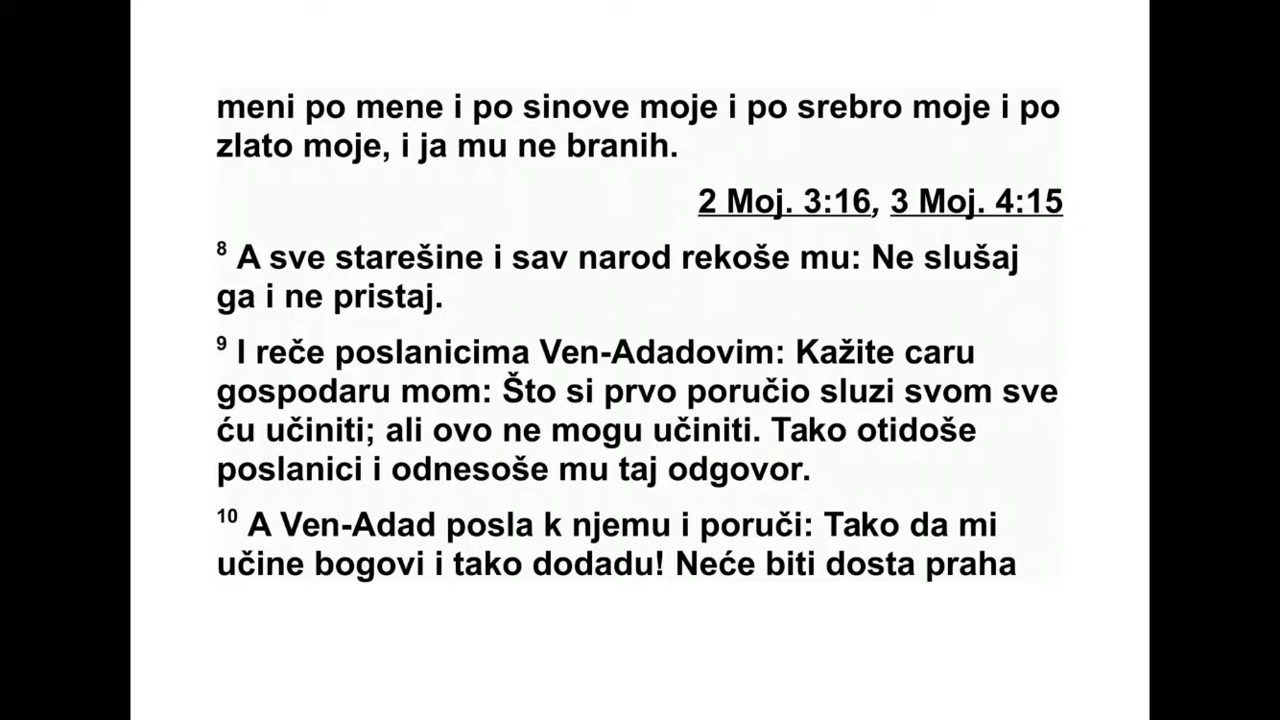 meni po mene i po sinove moje i po srebro moje i po
zlato moje, i ja mu ne branih.
2 Moj. 3:16, 3 Moj. 4:15
8 A sve starešine i sav narod rekoše mu: Ne slušaj
ga i ne pristaj.
9 I reče poslanicima Ven-Adadovim: Kažite caru
gospodaru mom: Što si prvo poručio sluzi svom sve
ću učiniti; ali ovo ne mogu učiniti. Tako otidoše
poslanici i odnesoše mu taj odgovor.
10 A Ven-Adad posla k njemu i poruči: Tako da mi
učine bogovi i tako dodadu! Neće biti dosta praha